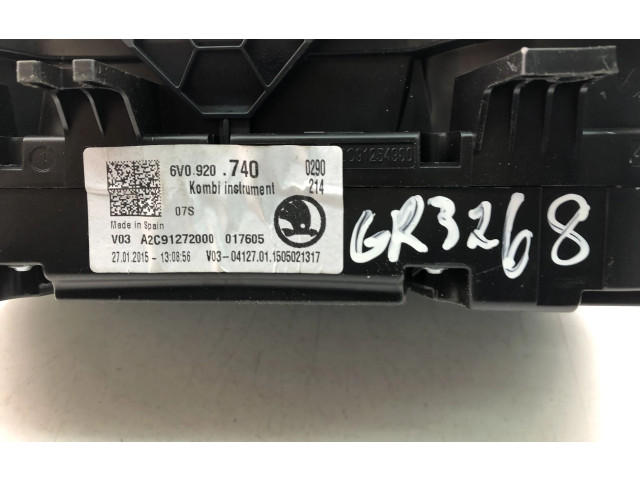 6V0.920 .740 0290
Kombi instrument 214
07S
Made in Spain
V03 A2C91272000 017605
27.01.2015 - 13:08:56 V03-04127.01.1505021317
GR3268